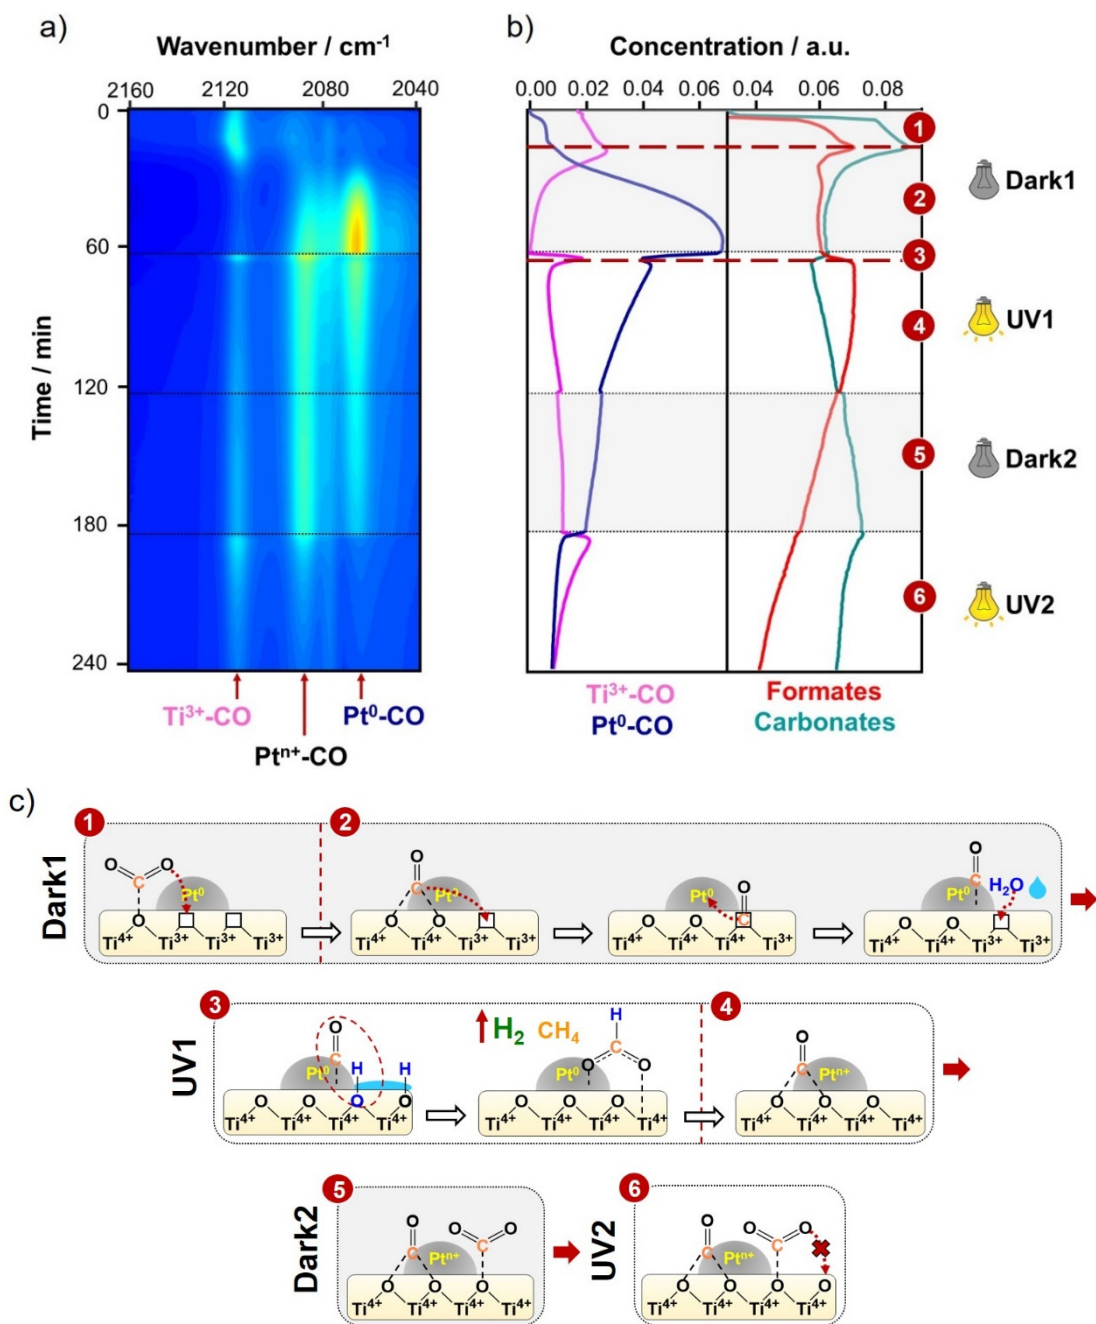 a)
Wavenumber / cm⁻¹
2160 2120 2080 2040
0
60
120
180
240
Time / min
Ti³⁺-CO
Ptⁿ⁺-CO
Pt⁰-CO
b)
Concentration / a.u.
0.00 0.02 0.04 0.06 0.04 0.06 0.08
1
2
3
4
5
6
Dark1
UV1
Dark2
UV2
Ti³⁺-CO
Pt⁰-CO
Formates
Carbonates
c)
Dark1
1
O C O
Pt⁰
O
Ti⁴⁺ Ti³⁺ Ti³⁺ Ti³⁺
2
O
C
Pt⁰
O O
Ti⁴⁺ Ti⁴⁺ Ti³⁺ Ti³⁺
O
Pt⁰ C
O O
Ti⁴⁺ Ti⁴⁺ Ti⁴⁺ Ti³⁺
O
C
Pt⁰ H₂O
O O
Ti⁴⁺ Ti⁴⁺ Ti³⁺ Ti³⁺
UV1
3
O
C
Pt⁰ H H
O O O O
Ti⁴⁺ Ti⁴⁺ Ti⁴⁺ Ti⁴⁺
H₂ CH₄
H
C
O O
Pt⁰
O O O
Ti⁴⁺ Ti⁴⁺ Ti⁴⁺ Ti⁴⁺
4
O
C
Ptⁿ⁺
O O O
Ti⁴⁺ Ti⁴⁺ Ti⁴⁺ Ti⁴⁺
Dark2
5
O O O
C C
Ptⁿ⁺
O O O
Ti⁴⁺ Ti⁴⁺ Ti⁴⁺ Ti⁴⁺
UV2
6
O O O
C C
Ptⁿ⁺
O O O O
Ti⁴⁺ Ti⁴⁺ Ti⁴⁺ Ti⁴⁺